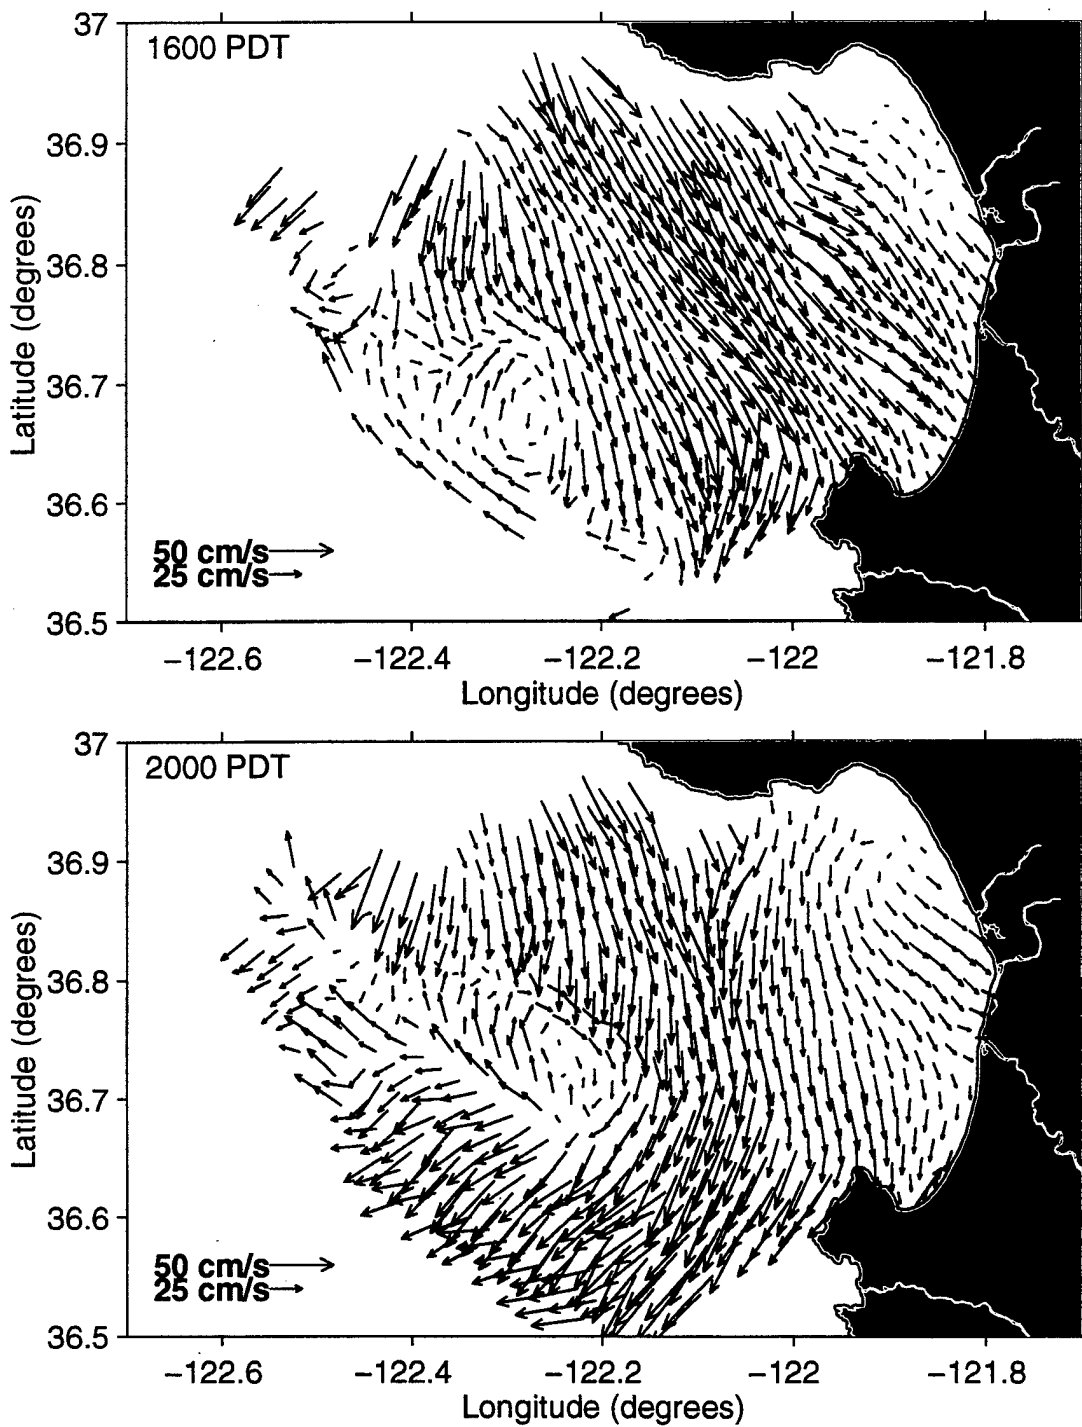 37
1600 PDT
36.9
36.8
36.7
36.6
50 cm/s
25 cm/s
36.5
Latitude (degrees)
−122.6 −122.4 −122.2 −122 −121.8
Longitude (degrees)
37
2000 PDT
36.9
36.8
36.7
36.6
50 cm/s
25 cm/s
36.5
Latitude (degrees)
−122.6 −122.4 −122.2 −122 −121.8
Longitude (degrees)